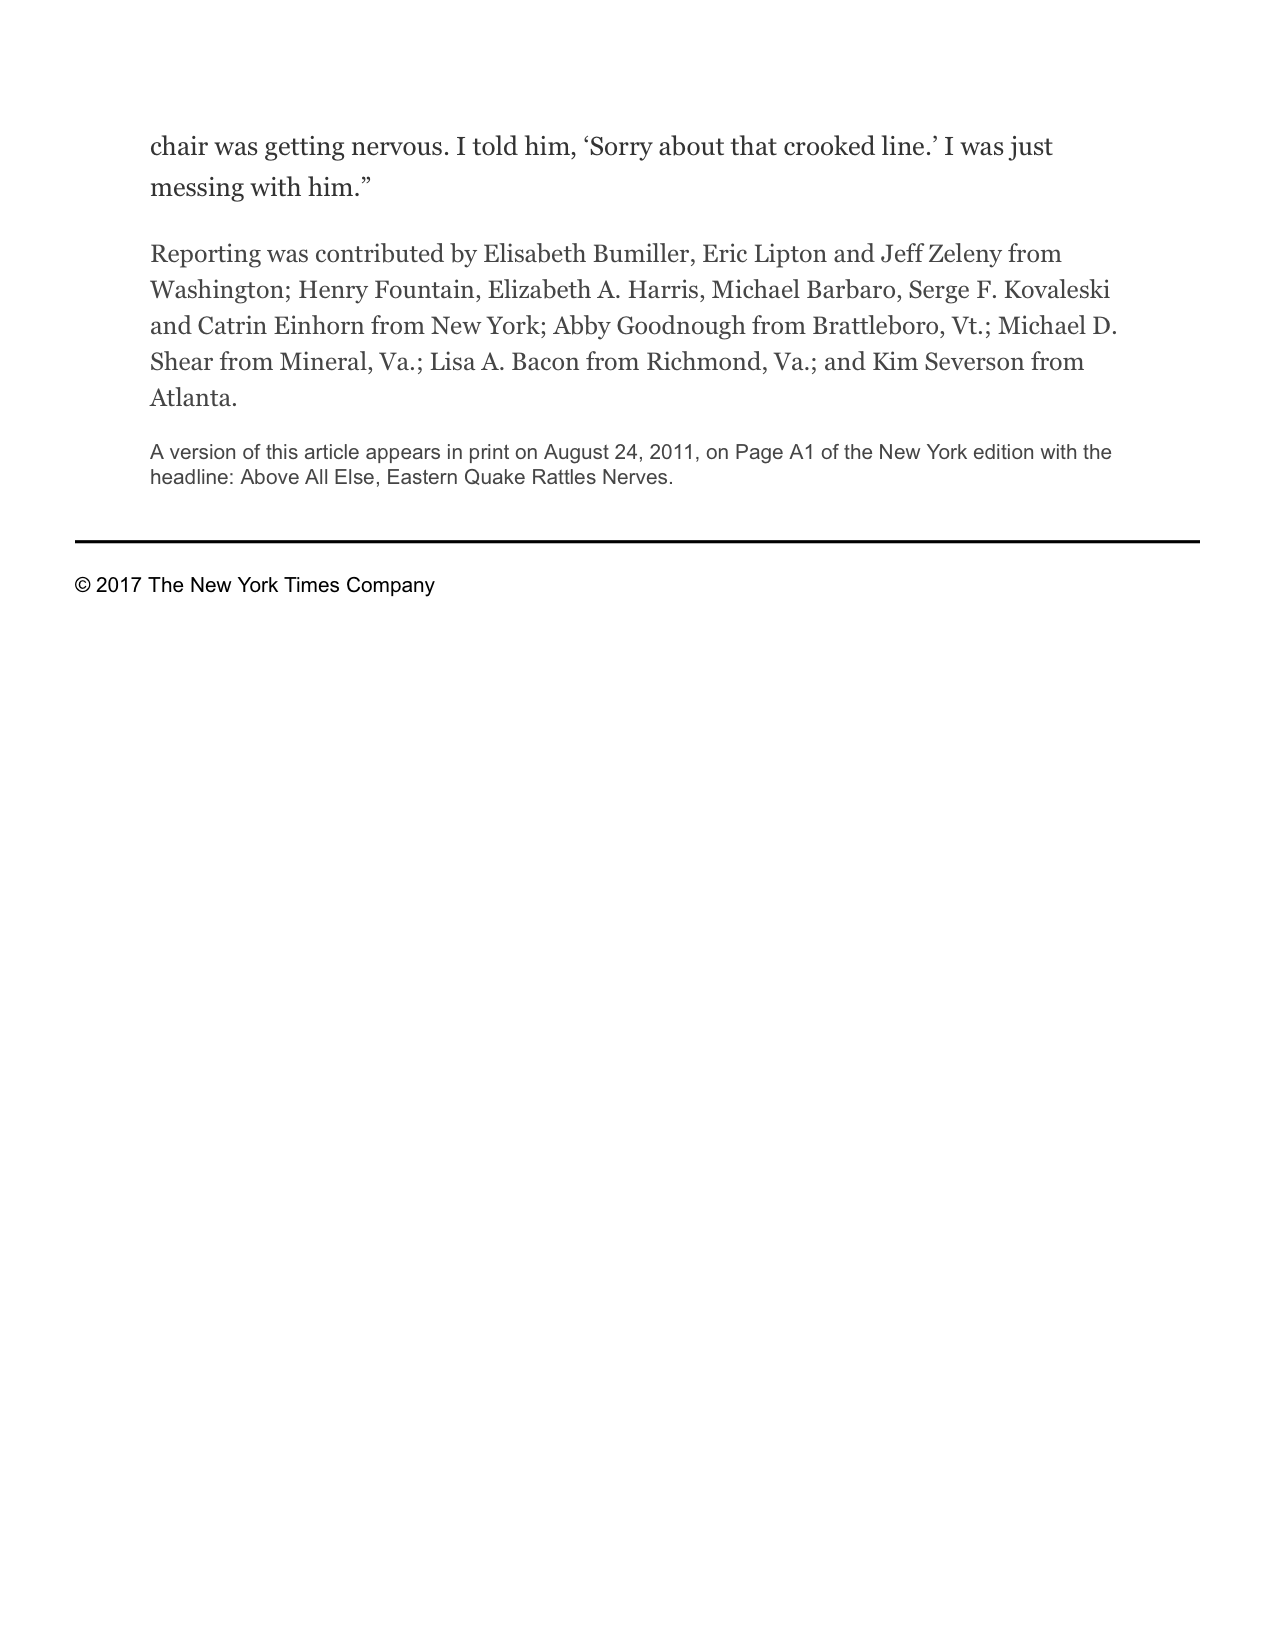 chair was getting nervous. I told him, ‘Sorry about that crooked line.’ I was just
messing with him.”
Reporting was contributed by Elisabeth Bumiller, Eric Lipton and Jeff Zeleny from
Washington; Henry Fountain, Elizabeth A. Harris, Michael Barbaro, Serge F. Kovaleski
and Catrin Einhorn from New York; Abby Goodnough from Brattleboro, Vt.; Michael D.
Shear from Mineral, Va.; Lisa A. Bacon from Richmond, Va.; and Kim Severson from
Atlanta.
A version of this article appears in print on August 24, 2011, on Page A1 of the New York edition with the
headline: Above All Else, Eastern Quake Rattles Nerves.
© 2017 The New York Times Company